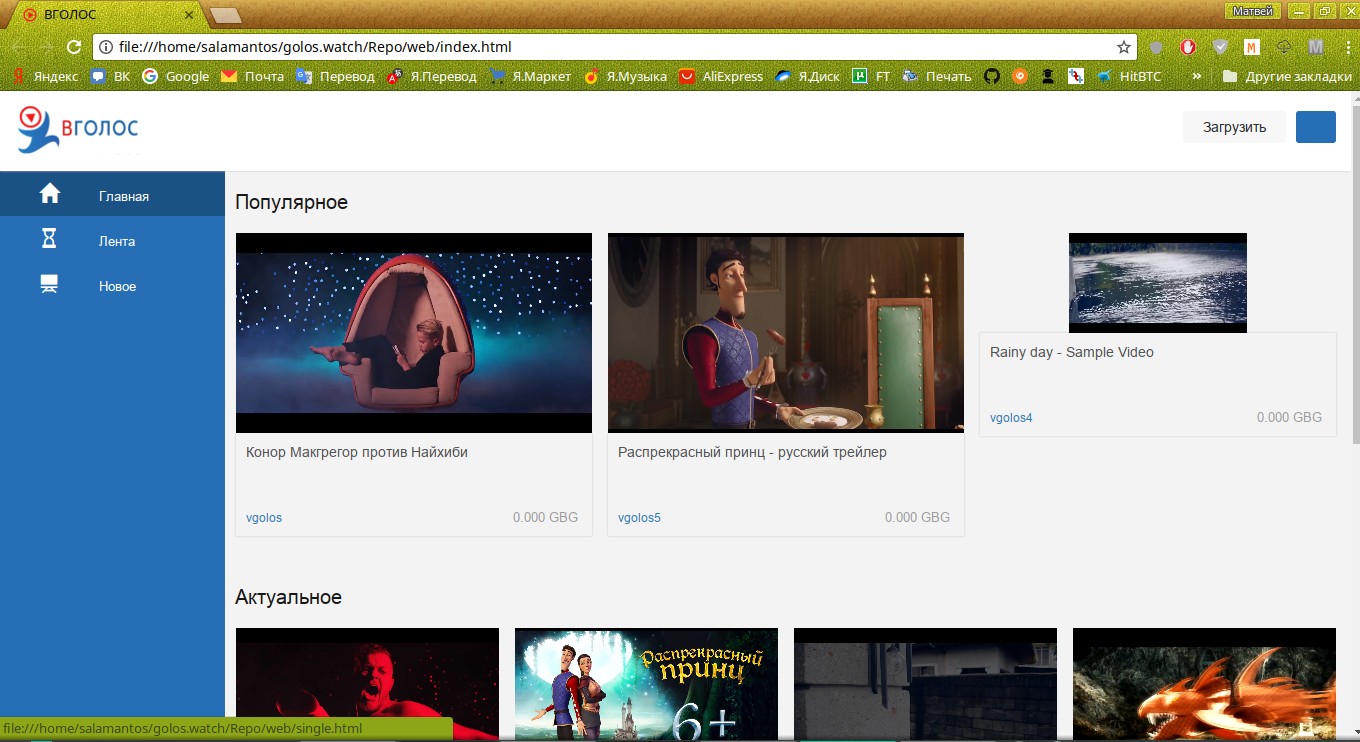 ВГОЛОС
Матвей
file:///home/salamantos/golos.watch/Repo/web/index.html
Яндекс ВК Google Почта Перевод Я.Перевод Я.Маркет Я.Музыка AliExpress Я.Диск FT Печать HitBTC » Другие закладки
ВГОЛОС
Загрузить
Главная
Лента
Новое
Популярное
Конор Макгрегор против Найхиби
vgolos 0.000 GBG
Распрекрасный принц - русский трейлер
vgolos5 0.000 GBG
Rainy day - Sample Video
vgolos4 0.000 GBG
Актуальное
Распрекрасный
принц
6+
file:///home/salamantos/golos.watch/Repo/web/single.html